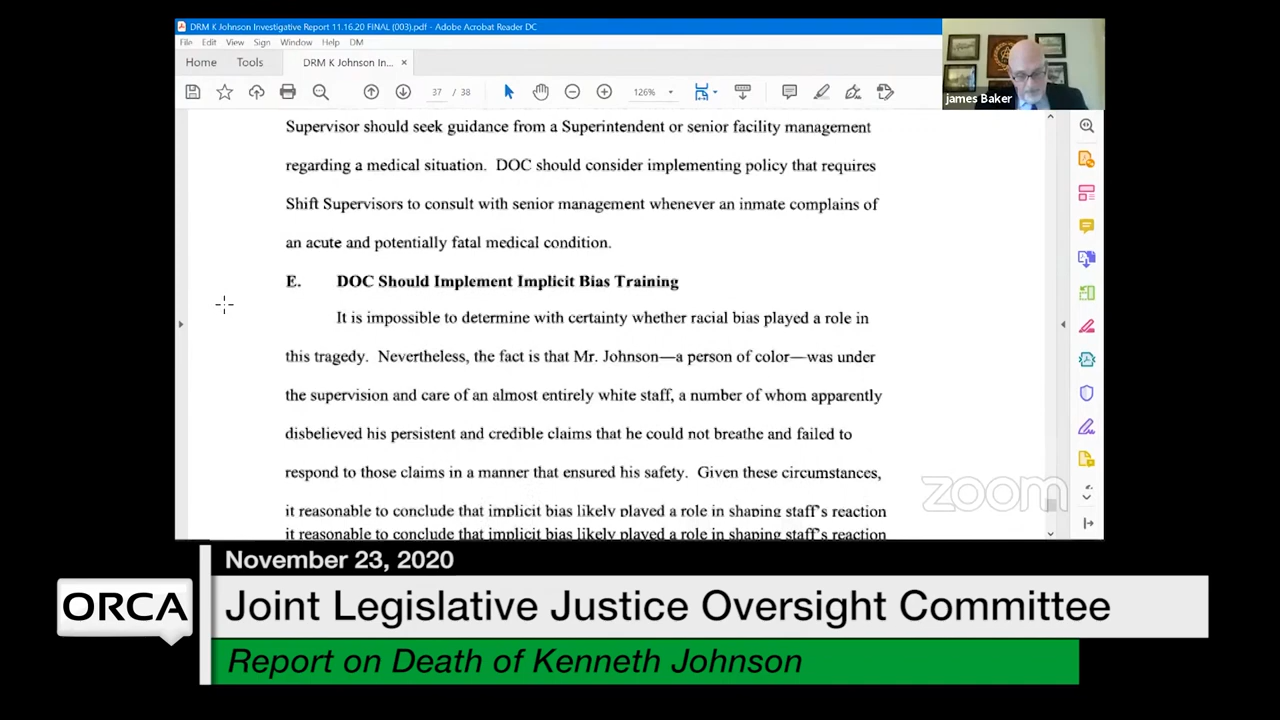 DRM K Johnson Investigative Report 11.16.20 FINAL (003).pdf - Adobe Acrobat Reader DC
File Edit View Sign Window Help DM
Home Tools DRM K Johnson In... ×
37 / 38 126%
james Baker
Supervisor should seek guidance from a Superintendent or senior facility management
regarding a medical situation. DOC should consider implementing policy that requires
Shift Supervisors to consult with senior management whenever an inmate complains of
an acute and potentially fatal medical condition.
E. DOC Should Implement Implicit Bias Training
It is impossible to determine with certainty whether racial bias played a role in
this tragedy. Nevertheless, the fact is that Mr. Johnson—a person of color—was under
the supervision and care of an almost entirely white staff, a number of whom apparently
disbelieved his persistent and credible claims that he could not breathe and failed to
respond to those claims in a manner that ensured his safety. Given these circumstances,
it reasonable to conclude that implicit bias likely played a role in shaping staff's reaction
it reasonable to conclude that implicit bias likely played a role in shaping staff's reaction
zoom
November 23, 2020
ORCA
Joint Legislative Justice Oversight Committee
Report on Death of Kenneth Johnson